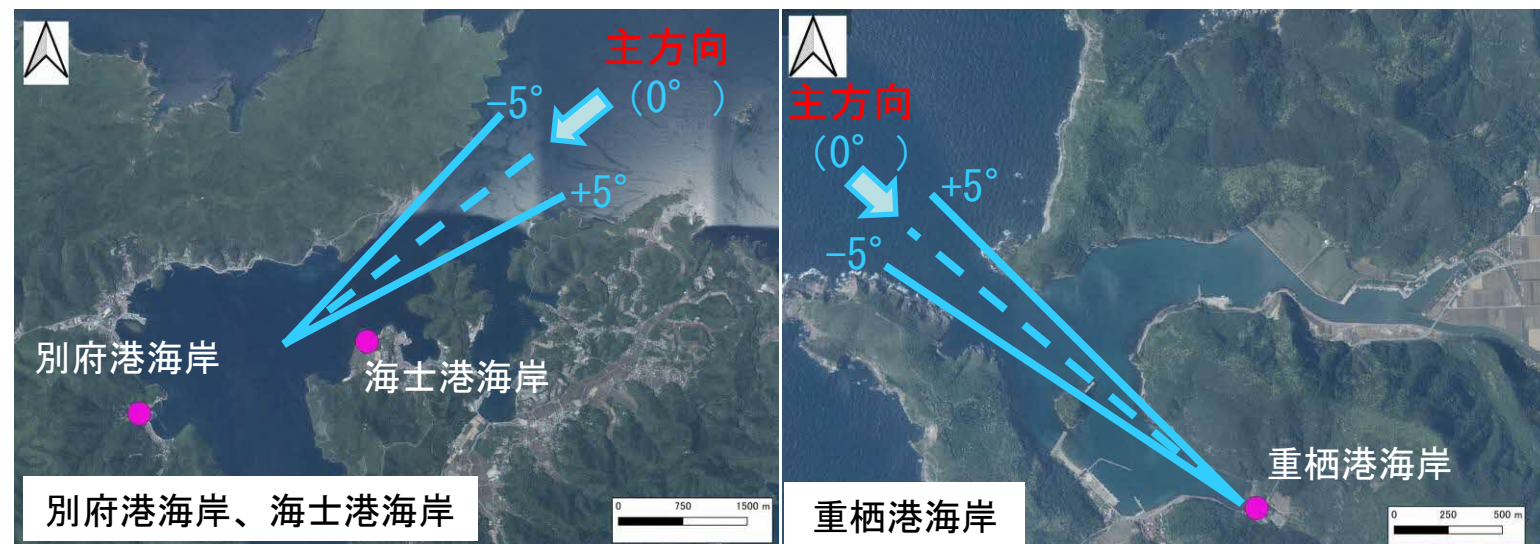 主方向
（0° ）
-5°
+5°
別府港海岸
海士港海岸
別府港海岸、海士港海岸
0 750 1500 m
主方向
（0° ）
+5°
-5°
重栖港海岸
重栖港海岸
0 250 500 m